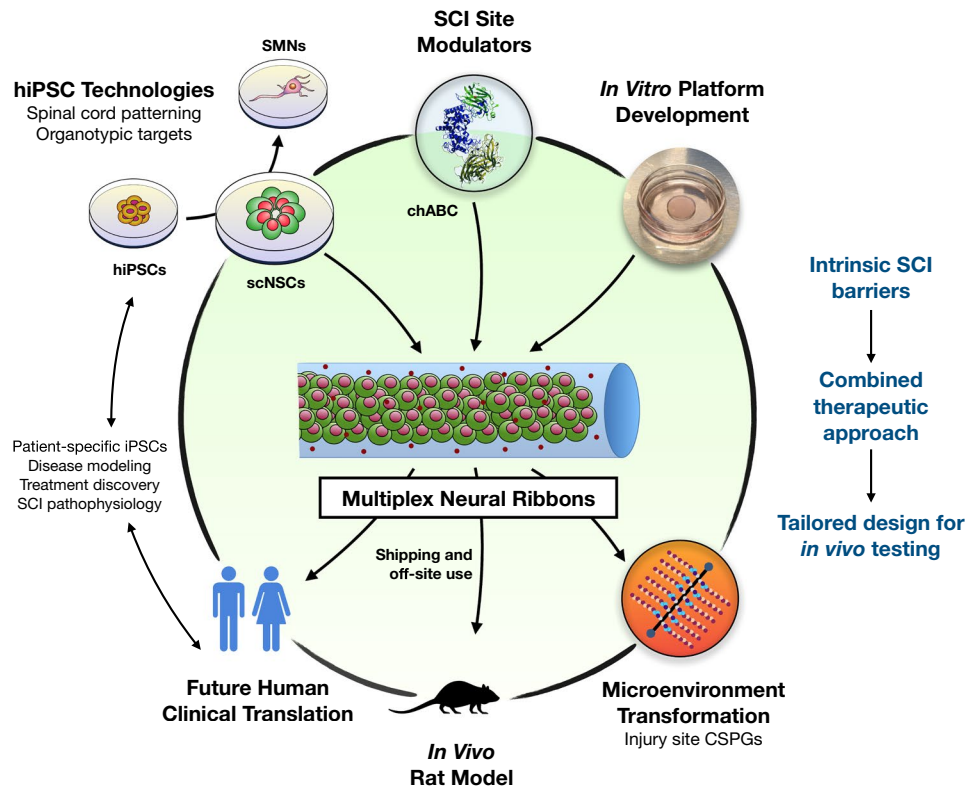 SCI Site
Modulators
SMNs
hiPSC Technologies
Spinal cord patterning
Organotypic targets
In Vitro Platform
Development
chABC
hiPSCs
scNSCs
Intrinsic SCI
barriers
Combined
therapeutic
approach
Tailored design for
in vivo testing
Patient-specific iPSCs
Disease modeling
Treatment discovery
SCI pathophysiology
Multiplex Neural Ribbons
Shipping and
off-site use
Future Human
Clinical Translation
In Vivo
Rat Model
Microenvironment
Transformation
Injury site CSPGs